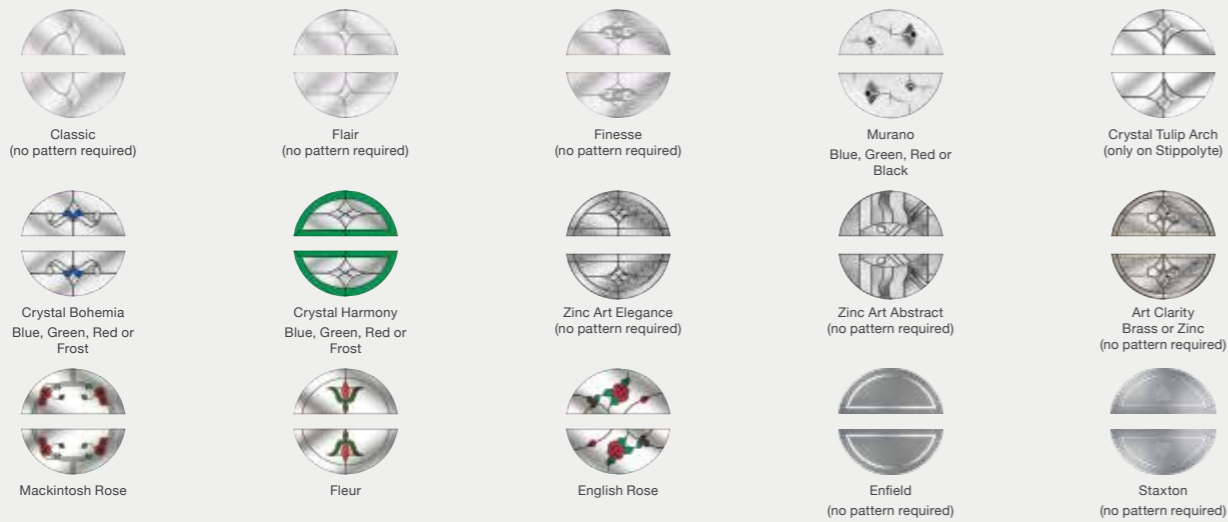 Classic
(no pattern required)
Flair
(no pattern required)
Finesse
(no pattern required)
Murano
Blue, Green, Red or
Black
Crystal Tulip Arch
(only on Stippolyte)
Crystal Bohemia
Blue, Green, Red or
Frost
Crystal Harmony
Blue, Green, Red or
Frost
Zinc Art Elegance
(no pattern required)
Zinc Art Abstract
(no pattern required)
Art Clarity
Brass or Zinc
(no pattern required)
Mackintosh Rose
Fleur
English Rose
Enfield
(no pattern required)
Staxton
(no pattern required)